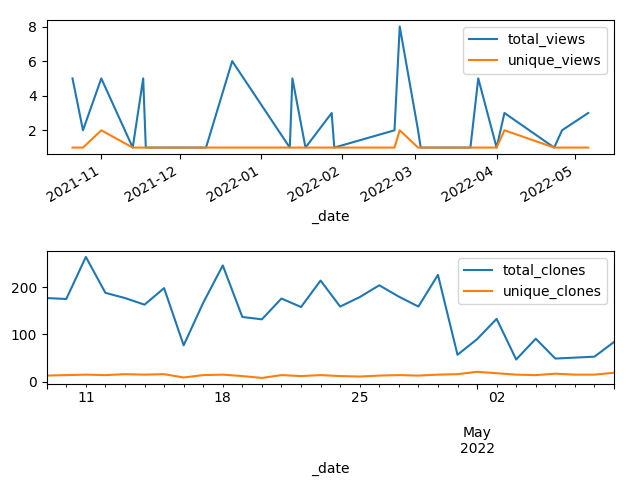 8
6
4
2
total_views
unique_views
2021-11
2021-12
2022-01
2022-02
2022-03
2022-04
2022-05
_date
200
100
0
total_clones
unique_clones
11
18
25
02
May
2022
_date